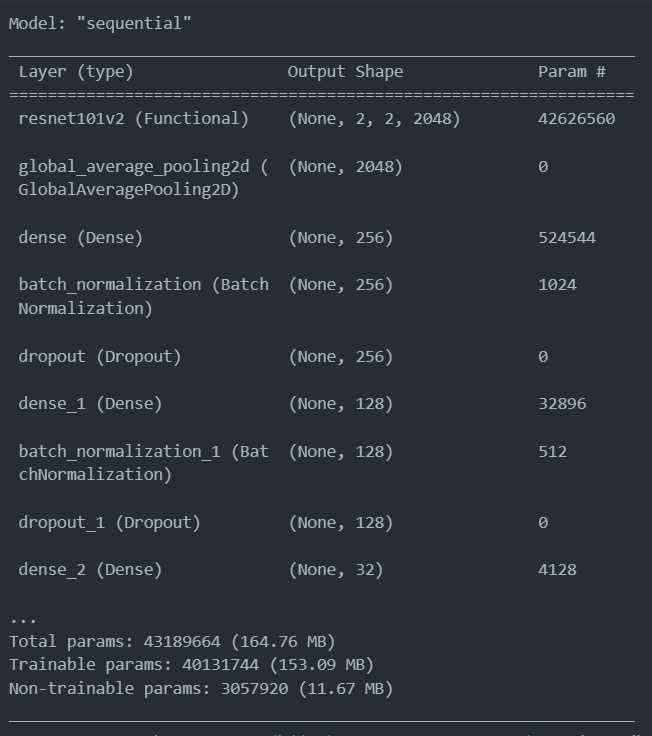 Model: "sequential"
_________________________________________________________________
Layer (type) Output Shape Param #
=================================================================
resnet101v2 (Functional) (None, 2, 2, 2048) 42626560
global_average_pooling2d ( (None, 2048) 0
GlobalAveragePooling2D)
dense (Dense) (None, 256) 524544
batch_normalization (Batch (None, 256) 1024
Normalization)
dropout (Dropout) (None, 256) 0
dense_1 (Dense) (None, 128) 32896
batch_normalization_1 (Bat (None, 128) 512
chNormalization)
dropout_1 (Dropout) (None, 128) 0
dense_2 (Dense) (None, 32) 4128
...
Total params: 43189664 (164.76 MB)
Trainable params: 40131744 (153.09 MB)
Non-trainable params: 3057920 (11.67 MB)
_________________________________________________________________